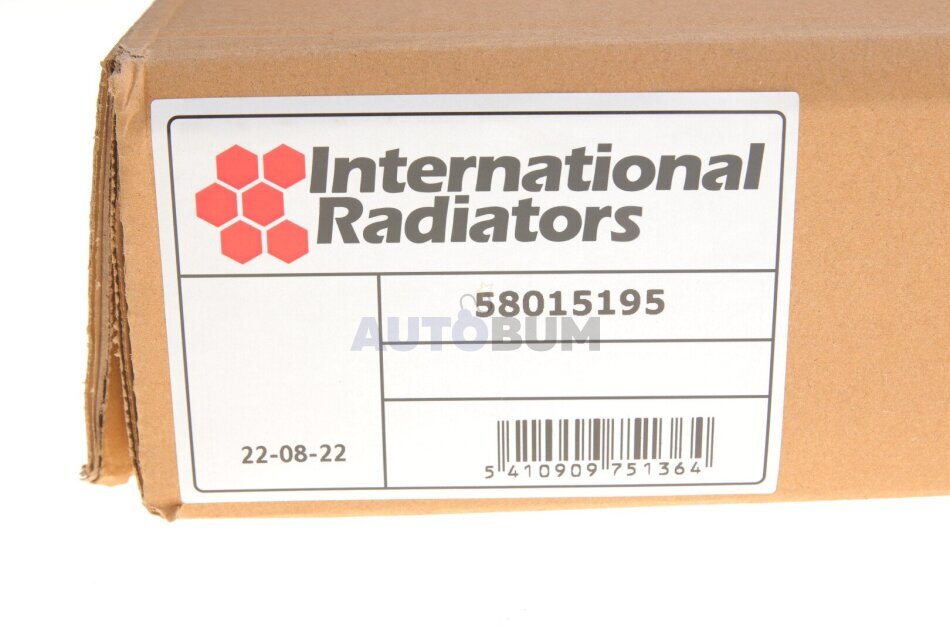 International
Radiators
58015195
AUTOBUM
22-08-22
5 410909 751364